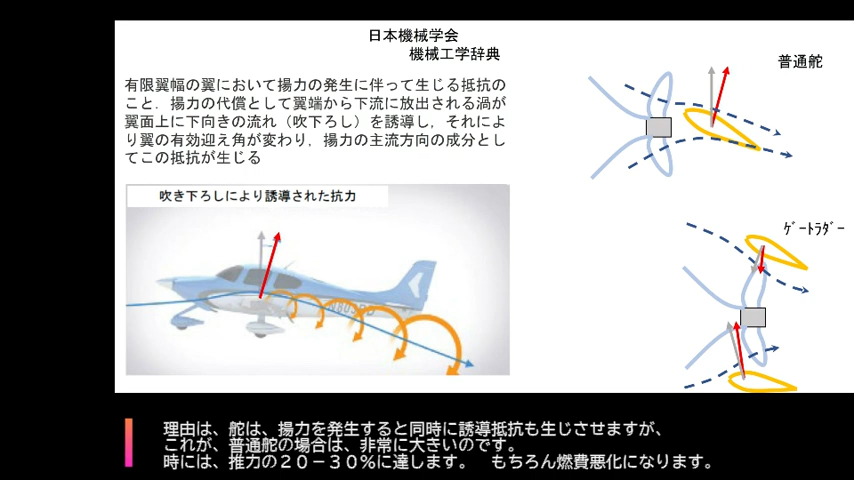 日本機械学会
機械工学辞典
普通舵
有限翼幅の翼において揚力の発生に伴って生じる抵抗の
こと．揚力の代償として翼端から下流に放出される渦が
翼面上に下向きの流れ（吹下ろし）を誘導し，それによ
り翼の有効迎え角が変わり，揚力の主流方向の成分とし
てこの抵抗が生じる
吹き下ろしにより誘導された抗力
ｹﾞｰﾄﾗﾀﾞｰ
理由は、舵は、揚力を発生すると同時に誘導抵抗も生じさせますが、
これが、普通舵の場合は、非常に大きいのです。
時には、推力の２０－３０％に達します。　もちろん燃費悪化になります。